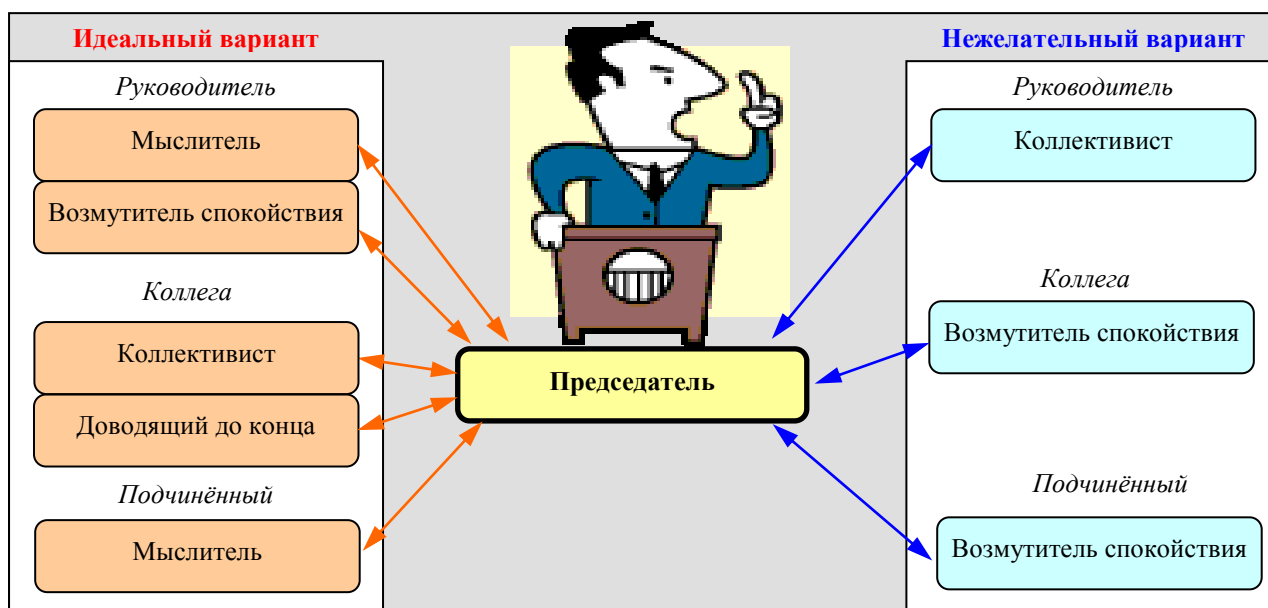 Идеальный вариант
Руководитель
Мыслитель
Возмутитель спокойствия
Коллега
Коллективист
Доводящий до конца
Подчинённый
Мыслитель
Председатель
Нежелательный вариант
Руководитель
Коллективист
Коллега
Возмутитель спокойствия
Подчинённый
Возмутитель спокойствия